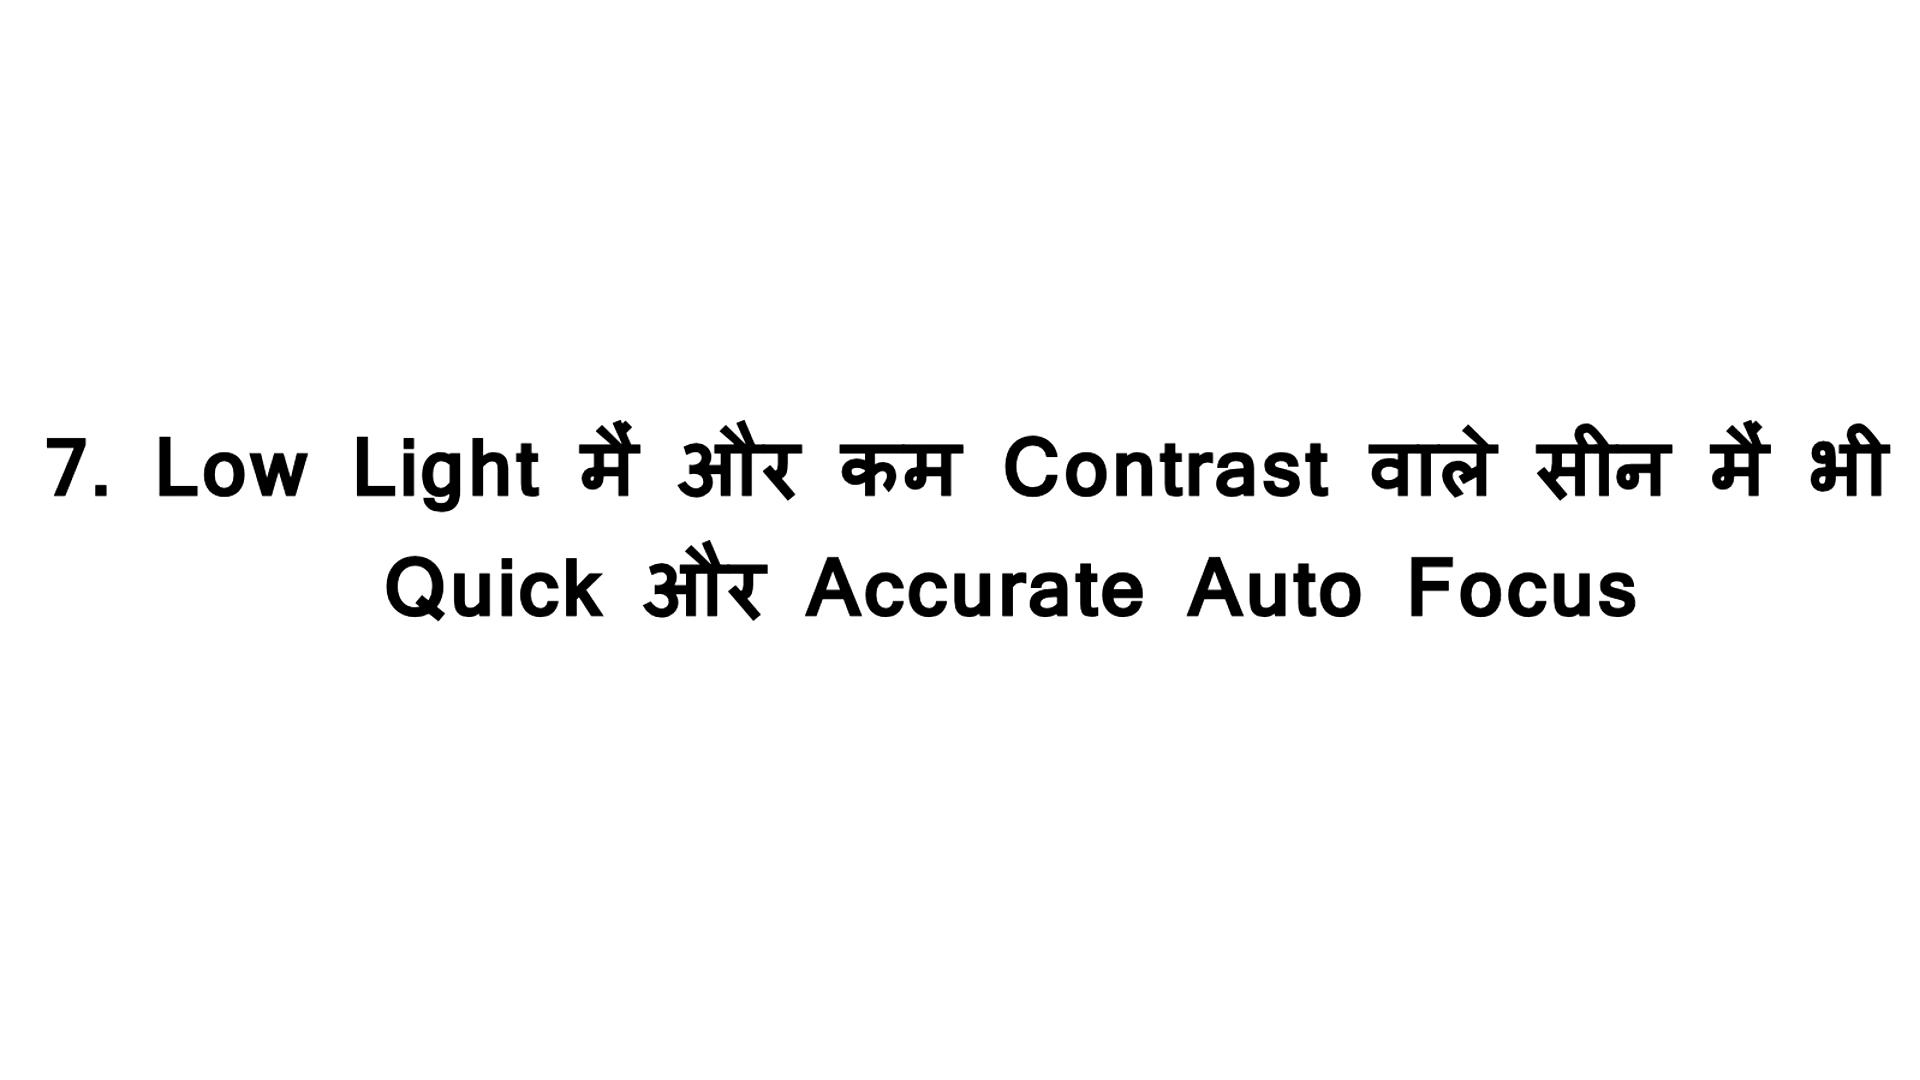 7. Low Light मैं और कम Contrast वाले सीन मैं भी
Quick और Accurate Auto Focus